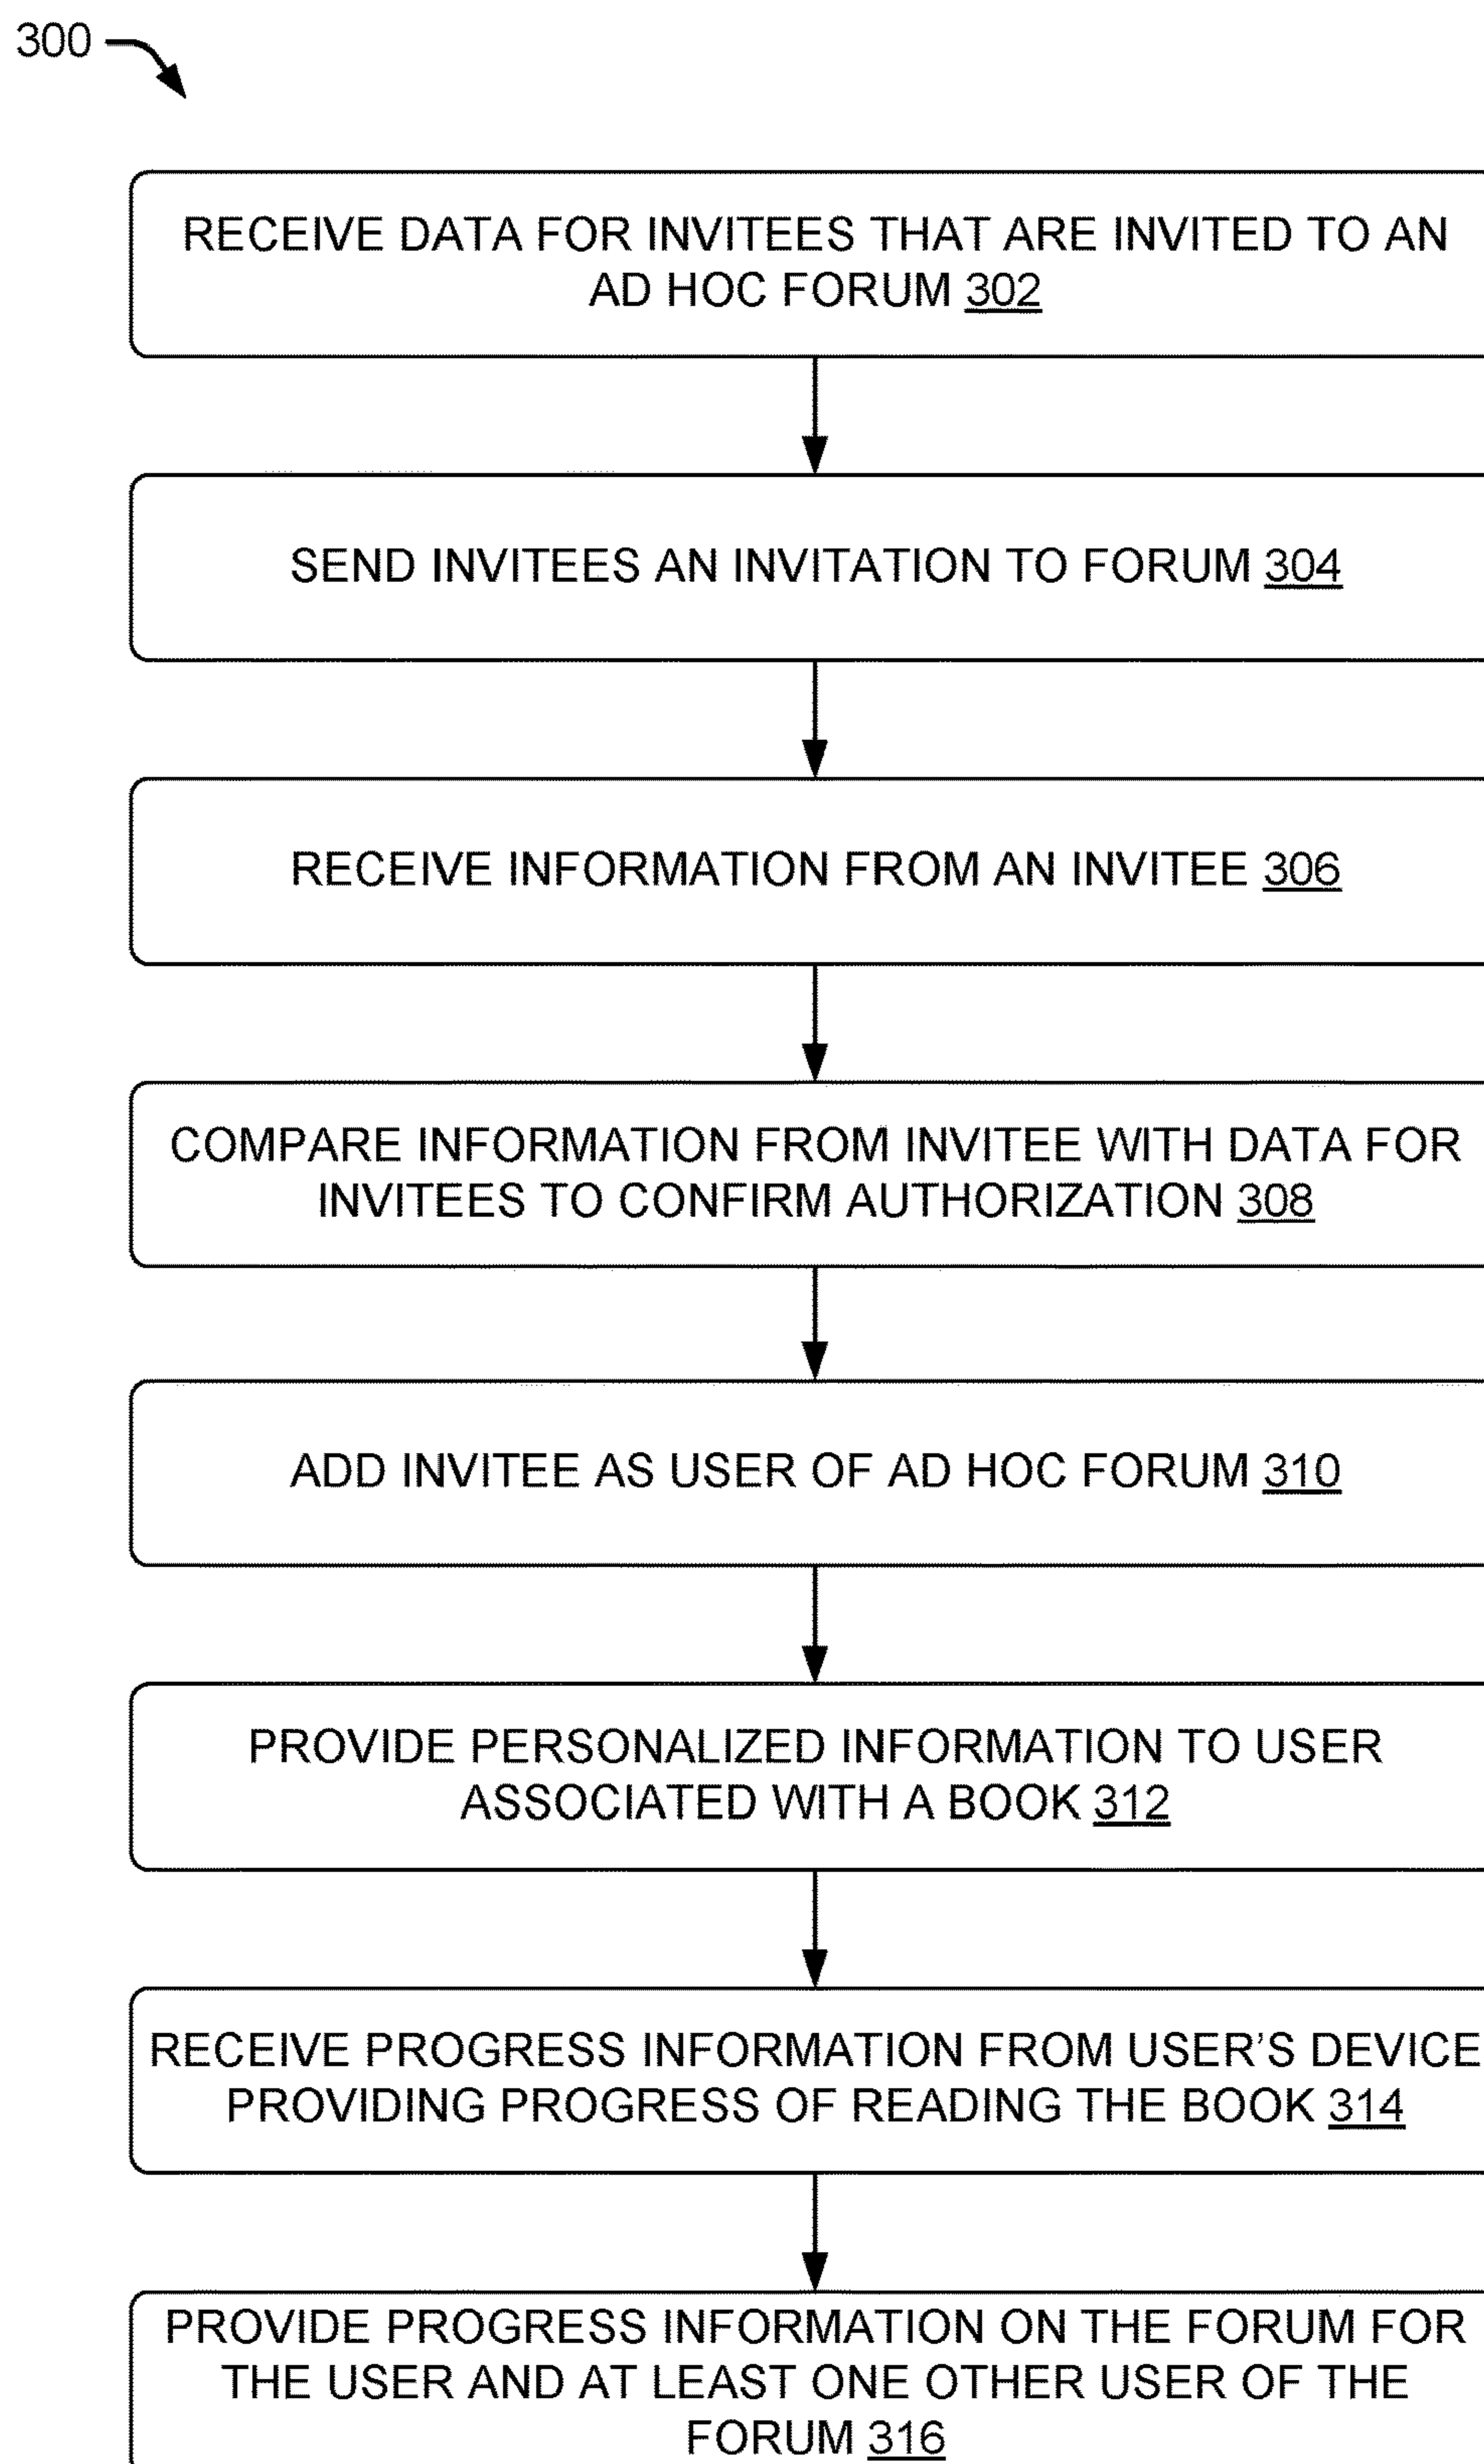 300
RECEIVE DATA FOR INVITEES THAT ARE INVITED TO AN
AD HOC FORUM 302
SEND INVITEES AN INVITATION TO FORUM 304
RECEIVE INFORMATION FROM AN INVITEE 306
COMPARE INFORMATION FROM INVITEE WITH DATA FOR
INVITEES TO CONFIRM AUTHORIZATION 308
ADD INVITEE AS USER OF AD HOC FORUM 310
PROVIDE PERSONALIZED INFORMATION TO USER
ASSOCIATED WITH A BOOK 312
RECEIVE PROGRESS INFORMATION FROM USER'S DEVICE
PROVIDING PROGRESS OF READING THE BOOK 314
PROVIDE PROGRESS INFORMATION ON THE FORUM FOR
THE USER AND AT LEAST ONE OTHER USER OF THE
FORUM 316